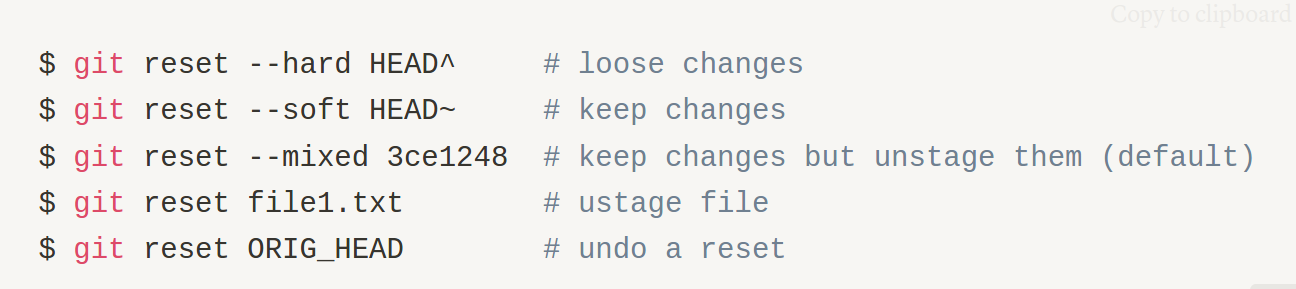 Copy to clipboard
$ git reset --hard HEAD^     # loose changes
$ git reset --soft HEAD~     # keep changes
$ git reset --mixed 3ce1248  # keep changes but unstage them (default)
$ git reset file1.txt        # ustage file
$ git reset ORIG_HEAD        # undo a reset